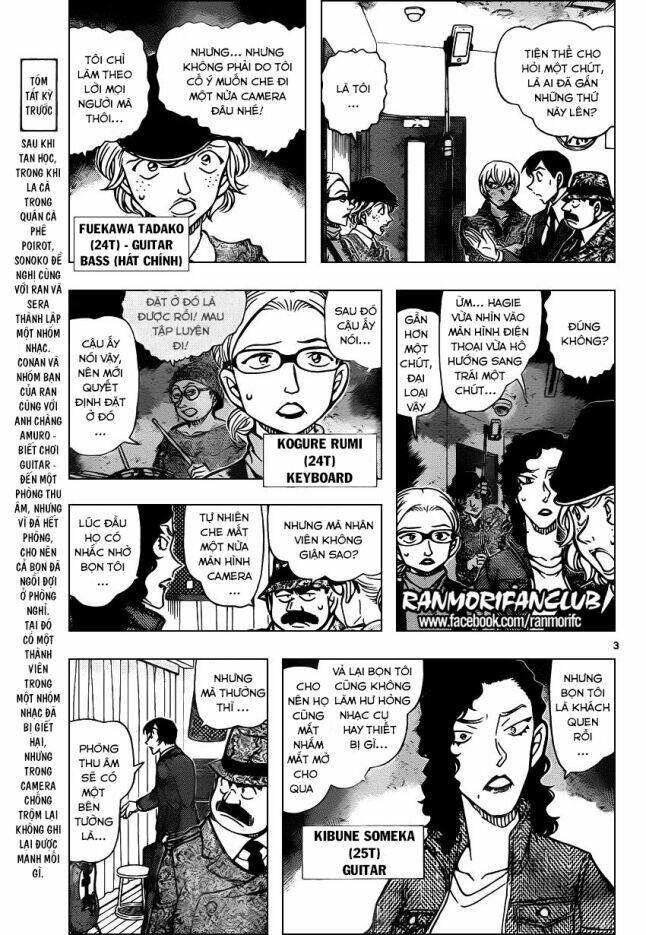 TÓM
TẮT KỲ
TRƯỚC
SAU KHI
TAN HỌC,
TRONG KHI
LA CÀ
TRONG
QUÁN CÀ
PHÊ
POIROT,
SONOKO ĐỀ
NGHỊ CÙNG
VỚI RAN VÀ
SERA
THÀNH LẬP
MỘT NHÓM
NHẠC.
CONAN VÀ
NHÓM BẠN
CỦA RAN
CÙNG VỚI
ANH CHÀNG
AMURO -
BIẾT CHƠI
GUITAR -
ĐẾN MỘT
PHÒNG THU
ÂM, NHƯNG
VÌ ĐÃ HẾT
PHÒNG,
CHO NÊN
CẢ BỌN ĐÃ
NGỒI ĐỢI
Ở PHÒNG
NGHỈ.
TẠI ĐÓ
CÓ MỘT
THÀNH
VIÊN
TRONG
MỘT NHÓM
NHẠC ĐÃ
BỊ GIẾT
HẠI,
NHƯNG
TRONG
CAMERA
CHỐNG
TRỘM LẠI
KHÔNG GHI
LẠI ĐƯỢC
MANH MỐI
GÌ.
TIỆN THỂ CHO
HỎI MỘT CHÚT,
LÀ AI ĐÃ GẮN
NHỮNG THỨ
NÀY LÊN?
LÀ TÔI
...
NHƯNG... NHƯNG
KHÔNG PHẢI DO TÔI
CỐ Ý MUỐN CHE ĐI
MỘT NỬA CAMERA
ĐÂU NHÉ!
TÔI CHỈ
LÀM THEO
LỜI MỌI
NGƯỜI MÀ
THÔI...
FUEKAWA TADAKO
(24T) - GUITAR
BASS (HÁT CHÍNH)
ĐÚNG
KHÔNG?
ỪM... HAGIE
VỪA NHÌN VÀO
MÀN HÌNH ĐIỆN
THOẠI VỪA HÔ
HƯỚNG SANG
TRÁI MỘT
CHÚT...
GẦN
HƠN
MỘT
CHÚT, ĐẠI
LOẠI
VẬY
RANMORIFANCLUB!
www.facebook.com/ranmorifc
3
SAU ĐÓ
CẬU ẤY
NÓI...
ĐẶT Ở ĐÓ LÀ
ĐƯỢC RỒI! MAU
TẬP LUYỆN
ĐI!
CẬU ẤY
NÓI VẬY,
NÊN MỚI
QUYẾT
ĐỊNH ĐẶT
Ở ĐÓ
...
KOGURE RUMI
(24T)
KEYBOARD
NHƯNG MÀ NHÂN
VIÊN KHÔNG
GIẬN SAO?
TỰ NHIÊN
CHE MẤT
MỘT NỬA
MÀN HÌNH
CAMERA
...
LÚC ĐẦU
HỌ CÓ
NHẮC NHỞ
BỌN TÔI
...
NHƯNG
BỌN TÔI
LÀ KHÁCH
QUEN
RỒI
...
VẢ LẠI BỌN TÔI
CŨNG KHÔNG
LÀM HƯ HỎNG
NHẠC CỤ
HAY THIẾT
BỊ GÌ...
CHO
NÊN HỌ
CŨNG
MẮT
NHẮM
MẮT MỞ
CHO
QUA
KIBUNE SOMEKA
(25T)
GUITAR
NHƯNG
MÀ THƯỜNG
THÌ ...
PHÒNG
THU ÂM
SẼ CÓ
MỘT
BÊN
TƯỜNG
LÀ...